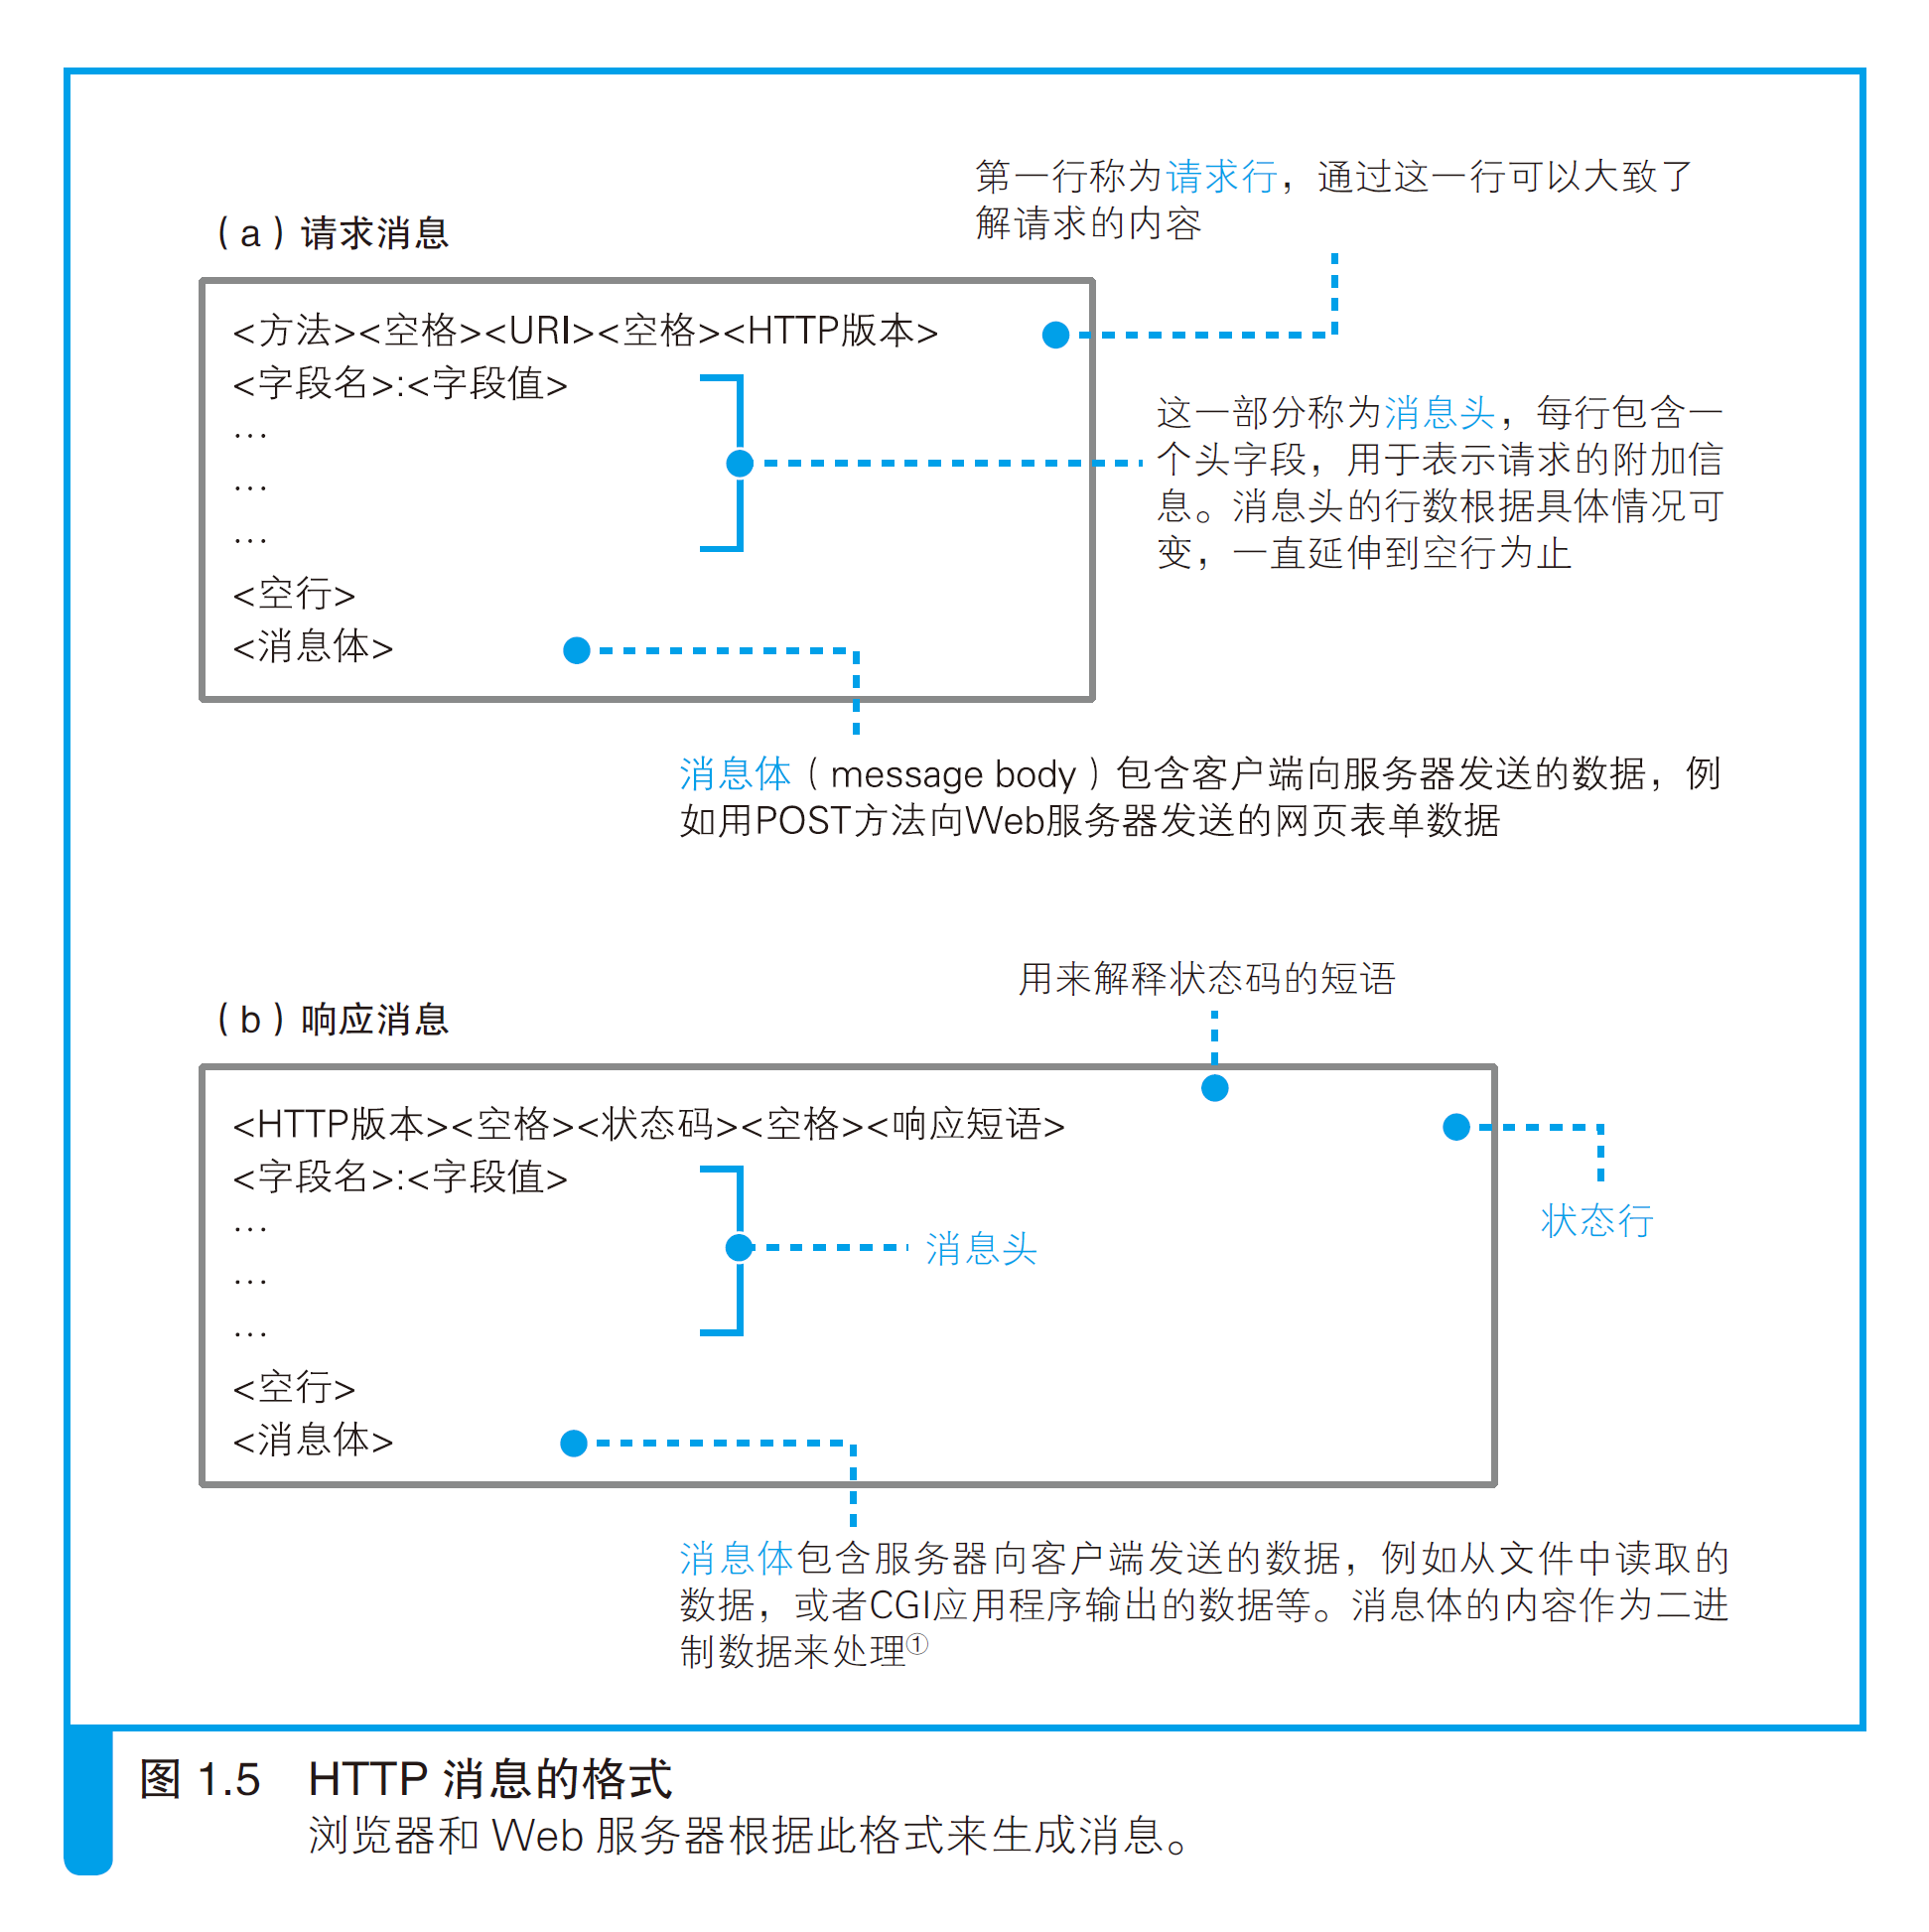 第一行称为请求行，通过这一行可以大致了
解请求的内容
（a）请求消息
<方法><空格><URI><空格><HTTP版本>
<字段名>:<字段值>
…
…
…
<空行>
<消息体>
这一部分称为消息头，每行包含一
个头字段，用于表示请求的附加信
息。消息头的行数根据具体情况可
变，一直延伸到空行为止
消息体（message body）包含客户端向服务器发送的数据，例
如用POST方法向Web服务器发送的网页表单数据
用来解释状态码的短语
（b）响应消息
<HTTP版本><空格><状态码><空格><响应短语>
<字段名>:<字段值>
…
…
…
<空行>
<消息体>
状态行
消息头
消息体包含服务器向客户端发送的数据，例如从文件中读取的
数据，或者CGI应用程序输出的数据等。消息体的内容作为二进
制数据来处理①
图 1.5 HTTP 消息的格式
浏览器和 Web 服务器根据此格式来生成消息。